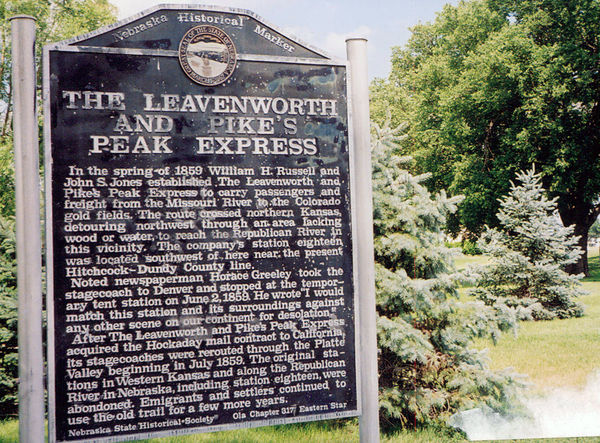 Nebraska Historical Marker
THE LEAVENWORTH
AND PIKE'S
PEAK EXPRESS
In the spring of 1859 William H. Russell and
John S. Jones established The Leavenworth and
Pike's Peak Express to carry passengers and
freight from the Missouri River to the Colorado
gold fields. The route crossed northern Kansas,
detouring northwest through an area lacking
wood or water, to reach the Republican River in
this vicinity. The company's station eighteen
was located southwest of here near the present
Hitchcock-Dundy County line.
Noted newspaperman Horace Greeley took the
stagecoach to Denver and stopped at the tempor-
ary tent station on June 2, 1859. He wrote "I would
match this station and its surroundings against
any other scene on our continent for desolation."
After The Leavenworth and Pike's Peak Express
acquired the Hockaday mail contract to California,
its stagecoaches were rerouted through the Platte
Valley beginning in July 1859. The original sta-
tions in Western Kansas and along the Republican
River in Nebraska, including station eighteen, were
abondoned. Emigrants and settlers continued to
use the old trail for a few more years.
Ola Chapter 317 Eastern Star
Nebraska State Historical Society